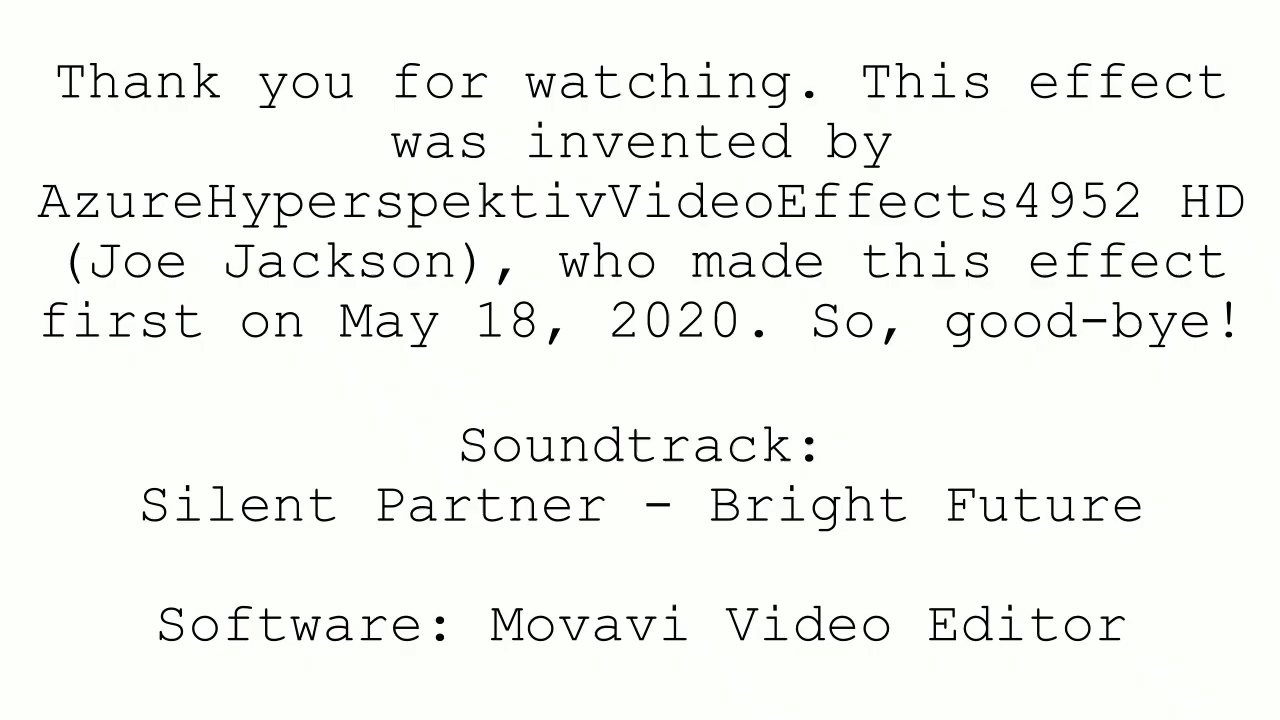 Thank you for watching. This effect
was invented by
AzureHyperspektivVideoEffects4952 HD
(Joe Jackson), who made this effect
first on May 18, 2020. So, good-bye!
Soundtrack:
Silent Partner - Bright Future
Software: Movavi Video Editor